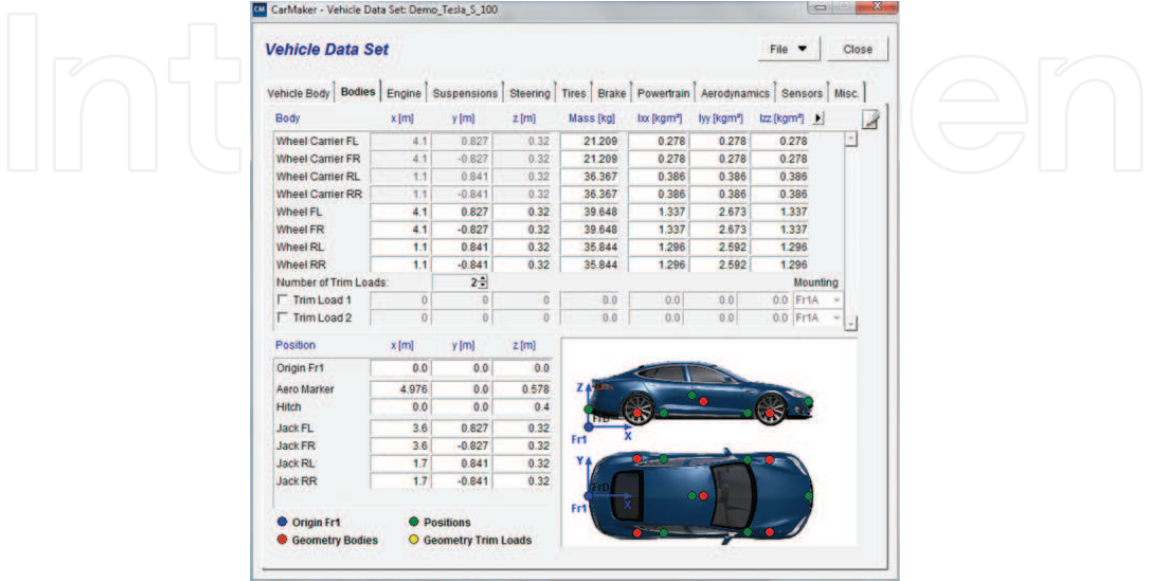 CM CarMaker - Vehicle Data Set: Demo_Tesla_S_100
Vehicle Data Set
File Close
Vehicle Body Bodies Engine Suspensions Steering Tires Brake Powertrain Aerodynamics Sensors Misc.
Body x [m] y [m] z [m] Mass [kg] Ixx [kgm²] Iyy [kgm²] Izz [kgm²]
Wheel Carrier FL 4.1 0.827 0.32 21.209 0.278 0.278 0.278
Wheel Carrier FR 4.1 -0.827 0.32 21.209 0.278 0.278 0.278
Wheel Carrier RL 1.1 0.841 0.32 36.367 0.386 0.386 0.386
Wheel Carrier RR 1.1 -0.841 0.32 36.367 0.386 0.386 0.386
Wheel FL 4.1 0.827 0.32 39.648 1.337 2.673 1.337
Wheel FR 4.1 -0.827 0.32 39.648 1.337 2.673 1.337
Wheel RL 1.1 0.841 0.32 35.844 1.296 2.592 1.296
Wheel RR 1.1 -0.841 0.32 35.844 1.296 2.592 1.296
Number of Trim Loads: 2 Mounting
Trim Load 1 0 0 0 0.0 0.0 0.0 0.0 Fr1A
Trim Load 2 0 0 0 0.0 0.0 0.0 0.0 Fr1A
Position x [m] y [m] z [m]
Origin Fr1 0.0 0.0 0.0
Aero Marker 4.976 0.0 0.578
Hitch 0.0 0.0 0.4
Jack FL 3.6 0.827 0.32
Jack FR 3.6 -0.827 0.32
Jack RL 1.7 0.841 0.32
Jack RR 1.7 -0.841 0.32
Z
FrD
Fr1 X
Y
FrD
X
Fr1
Origin Fr1 Positions
Geometry Bodies Geometry Trim Loads